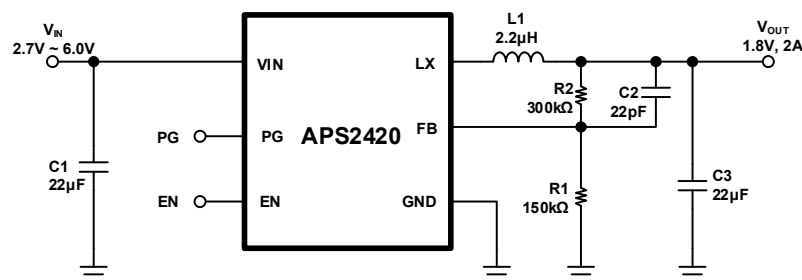 VIN
2.7V ~ 6.0V
C1
22µF
PG
EN
VIN
PG
EN
APS2420
LX
FB
GND
L1
2.2µH
R2
300kΩ
C2
22pF
R1
150kΩ
C3
22µF
VOUT
1.8V, 2A